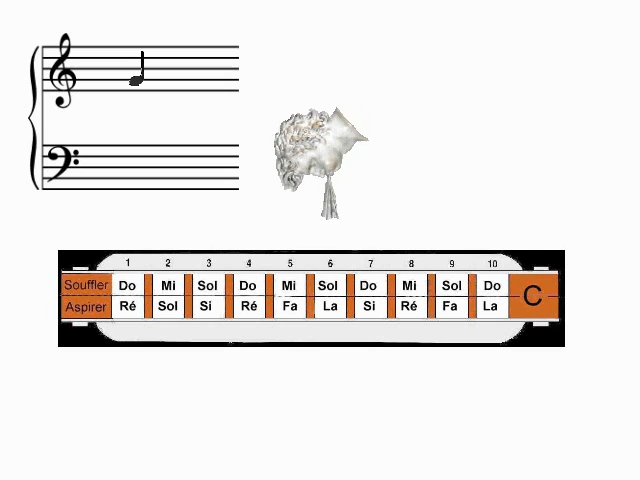 1 2 3 4 5 6 7 8 9 10
Souffler Do Mi Sol Do Mi Sol Do Mi Sol Do
Aspirer Ré Sol Si Ré Fa La Si Ré Fa La
C